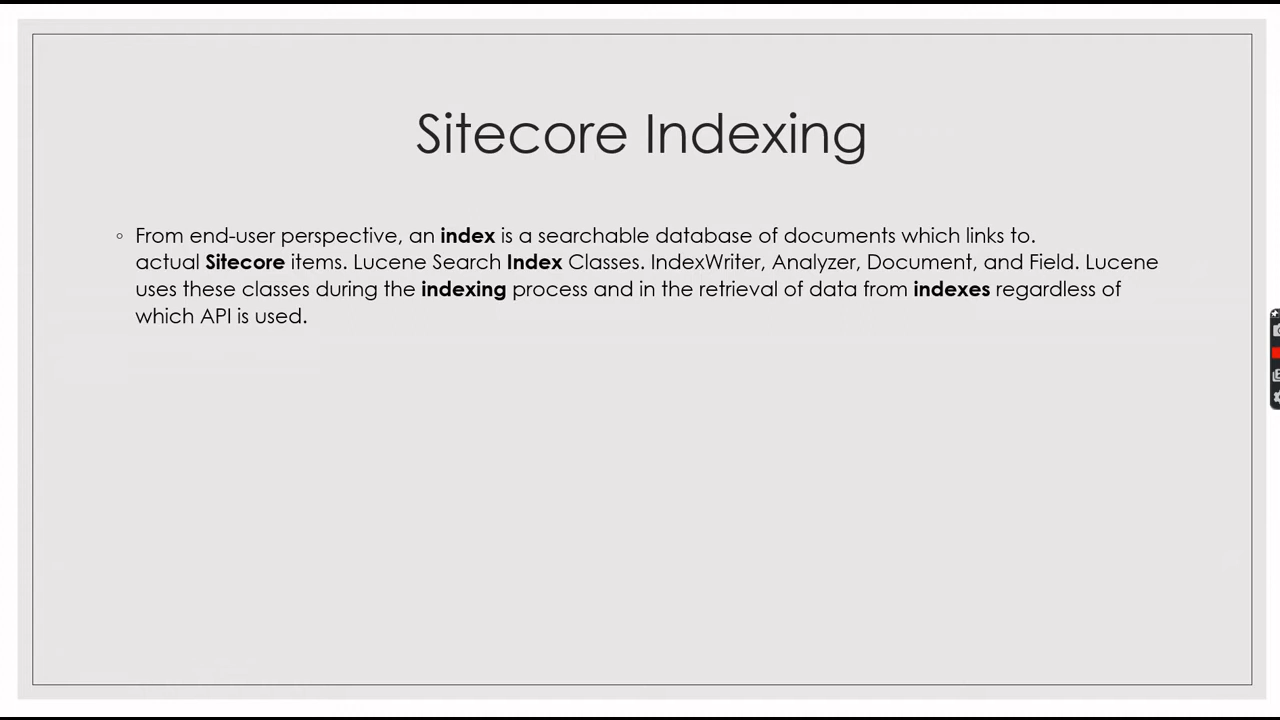 Sitecore Indexing
◦ From end-user perspective, an index is a searchable database of documents which links to.
actual Sitecore items. Lucene Search Index Classes. IndexWriter, Analyzer, Document, and Field. Lucene
uses these classes during the indexing process and in the retrieval of data from indexes regardless of
which API is used.